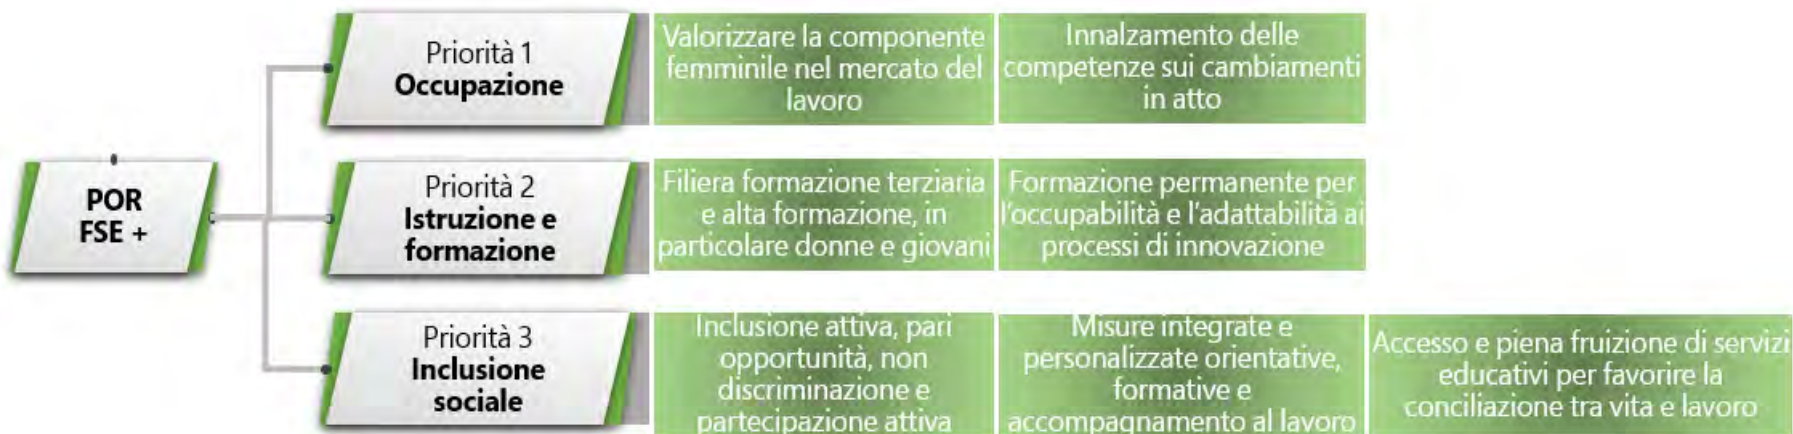 POR
FSE +
Priorità 1
Occupazione
Valorizzare la componente
femminile nel mercato del
lavoro
Innalzamento delle
competenze sui cambiamenti
in atto
Priorità 2
Istruzione e
formazione
Filiera formazione terziaria
e alta formazione, in
particolare donne e giovani
Formazione permanente per
l'occupabilità e l'adattabilità ai
processi di innovazione
Priorità 3
Inclusione
sociale
Inclusione attiva, pari
opportunità, non
discriminazione e
partecipazione attiva
Misure integrate e
personalizzate orientative,
formative e
accompagnamento al lavoro
Accesso e piena fruizione di servizi
educativi per favorire la
conciliazione tra vita e lavoro